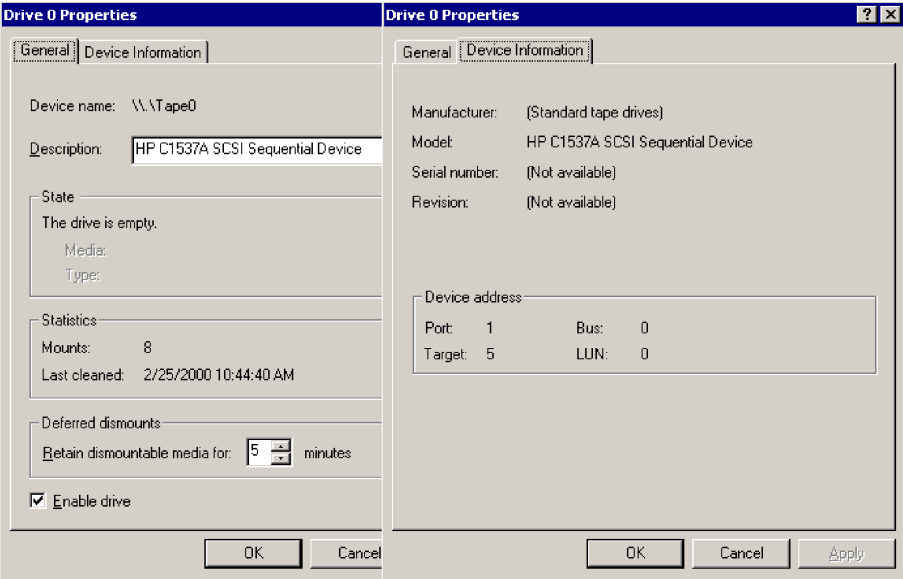 Drive 0 Properties
General
Device Information
Device name: \\.\Tape0
Description: HP C1537A SCSI Sequential Device
State
The drive is empty.
Media:
Type:
Statistics
Mounts: 8
Last cleaned: 2/25/2000 10:44:40 AM
Deferred dismounts
Retain dismountable media for: 5 minutes
Enable drive
OK
Cancel
Drive 0 Properties
General
Device Information
Manufacturer: (Standard tape drives)
Model: HP C1537A SCSI Sequential Device
Serial number: (Not available)
Revision: (Not available)
Device address
Port: 1 Bus: 0
Target: 5 LUN: 0
OK
Cancel
Apply